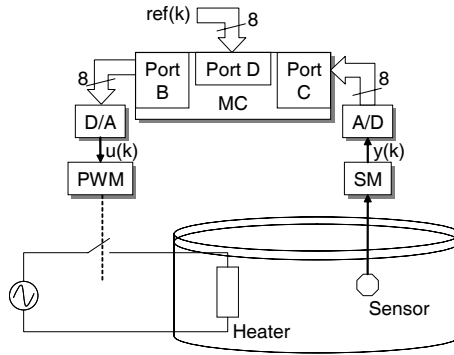 ref(k)
8
8
Port B
Port D
Port C
8
MC
D/A
A/D
u(k)
y(k)
PWM
SM
Heater
Sensor